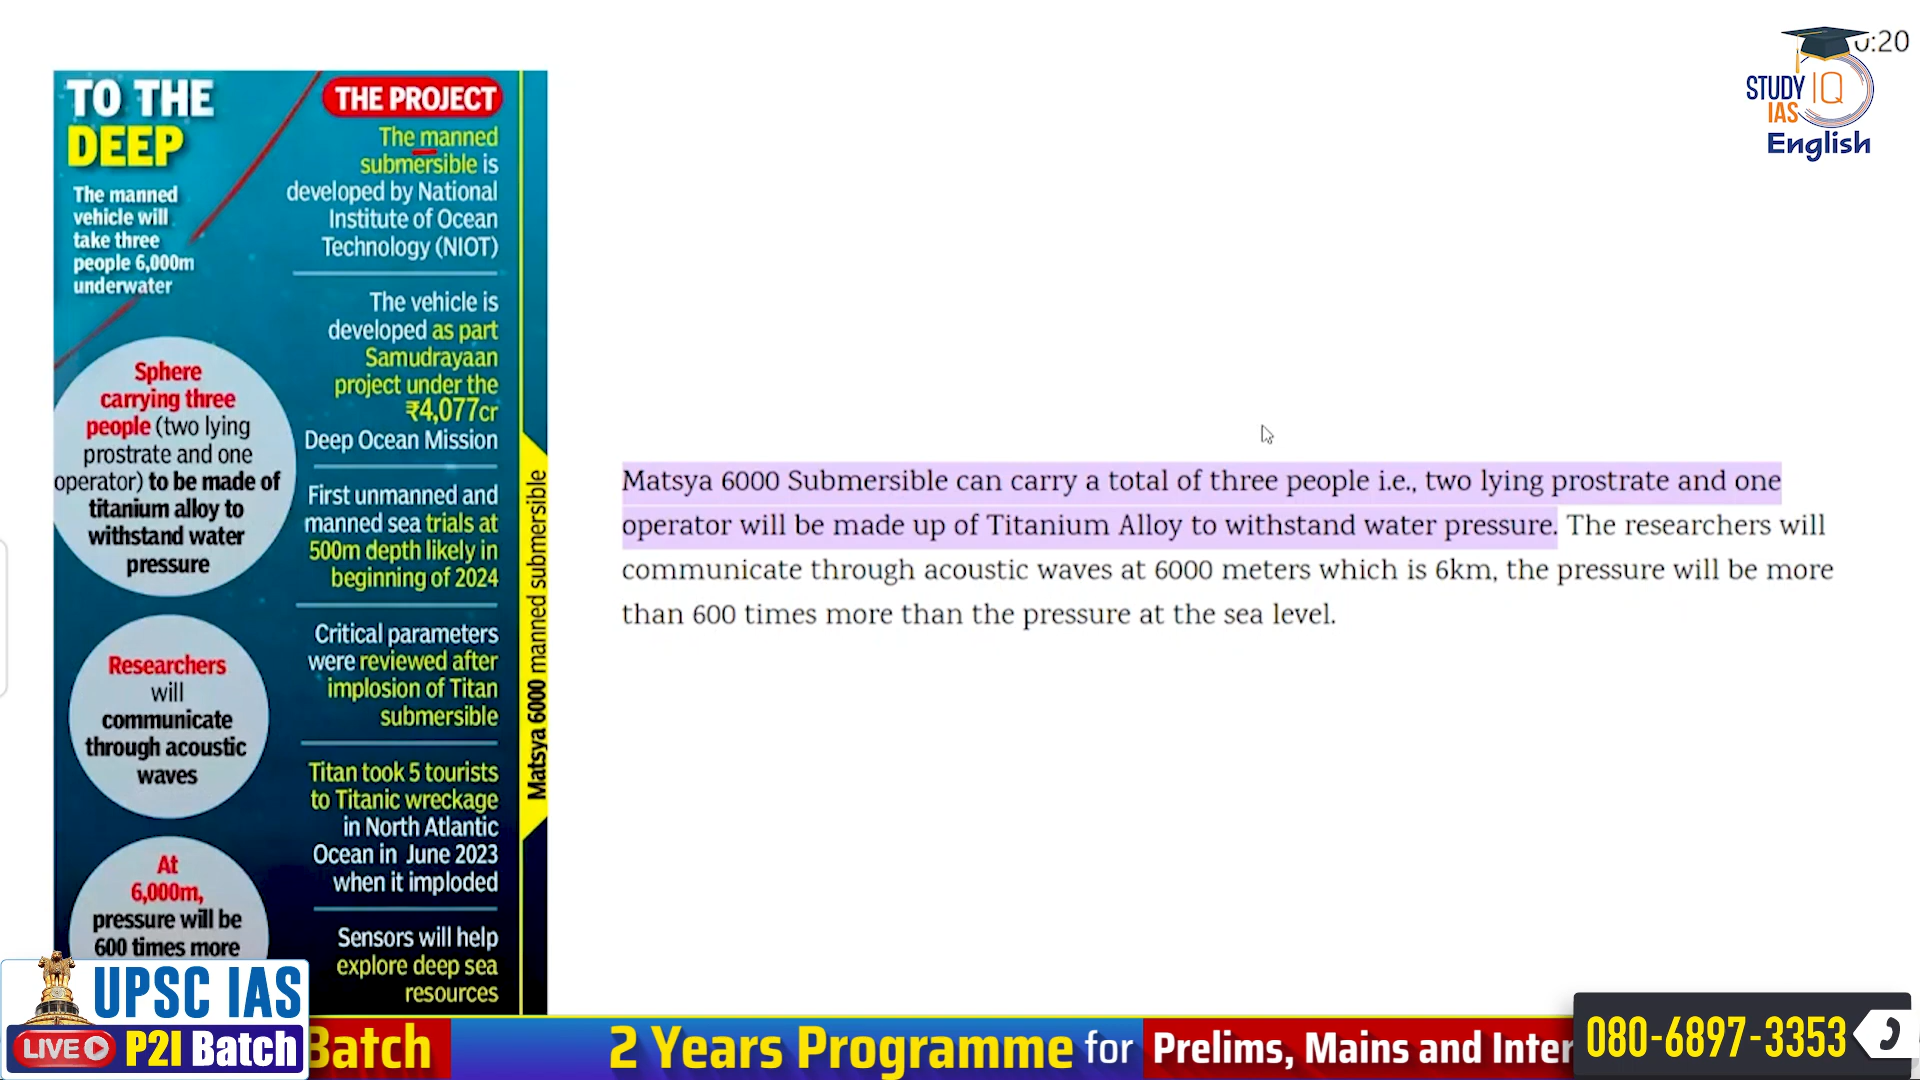 :20
STUDY IQ
IAS
English
TO THE
DEEP
The manned
vehicle will
take three
people 6,000m
underwater
Sphere
carrying three
people (two lying
prostrate and one
operator) to be made of
titanium alloy to
withstand water
pressure
Researchers
will
communicate
through acoustic
waves
At
6,000m,
pressure will be
600 times more
THE PROJECT
The manned
submersible is
developed by National
Institute of Ocean
Technology (NIOT)
The vehicle is
developed as part
Samudrayaan
project under the
₹4,077cr
Deep Ocean Mission
First unmanned and
manned sea trials at
500m depth likely in
beginning of 2024
Critical parameters
were reviewed after
implosion of Titan
submersible
Titan took 5 tourists
to Titanic wreckage
in North Atlantic
Ocean in June 2023
when it imploded
Sensors will help
explore deep sea
resources
Matsya 6000 manned submersible
Matsya 6000 Submersible can carry a total of three people i.e., two lying prostrate and one
operator will be made up of Titanium Alloy to withstand water pressure. The researchers will
communicate through acoustic waves at 6000 meters which is 6km, the pressure will be more
than 600 times more than the pressure at the sea level.
UPSC IAS
LIVE P2I Batch
Batch
2 Years Programme for Prelims, Mains and Inter
080-6897-3353